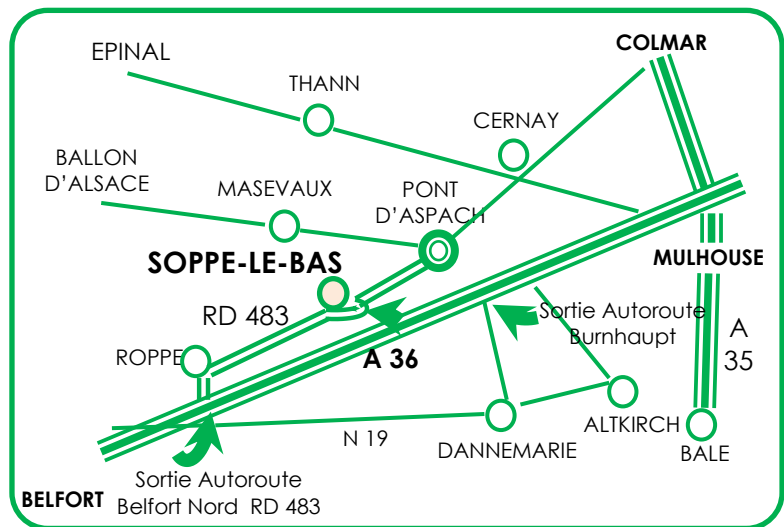 COLMAR
EPINAL
THANN
CERNAY
BALLON
D'ALSACE
MASEVAUX
PONT
D'ASPACH
SOPPE-LE-BAS
MULHOUSE
RD 483
Sortie Autoroute
Burnhaupt
A
35
ROPPE
A 36
ALTKIRCH
N 19
DANNEMARIE
BALE
Sortie Autoroute
Belfort Nord RD 483
BELFORT